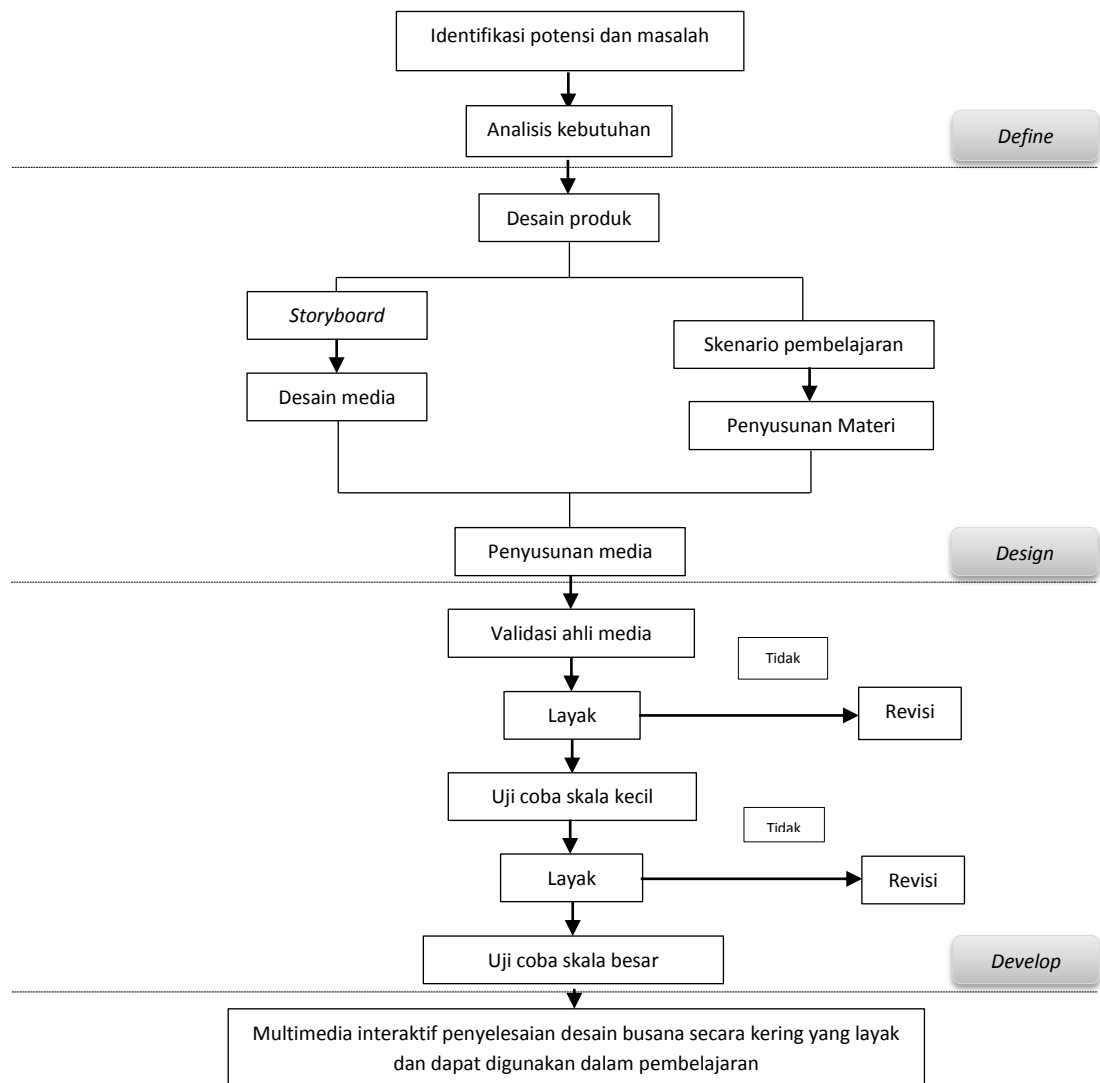 Identifikasi potensi dan masalah
Analisis kebutuhan
Define
Desain produk
Storyboard
Skenario pembelajaran
Desain media
Penyusunan Materi
Penyusunan media
Design
Validasi ahli media
Tidak
Layak
Revisi
Uji coba skala kecil
Tidak
Layak
Revisi
Uji coba skala besar
Develop
Multimedia interaktif penyelesaian desain busana secara kering yang layak
dan dapat digunakan dalam pembelajaran